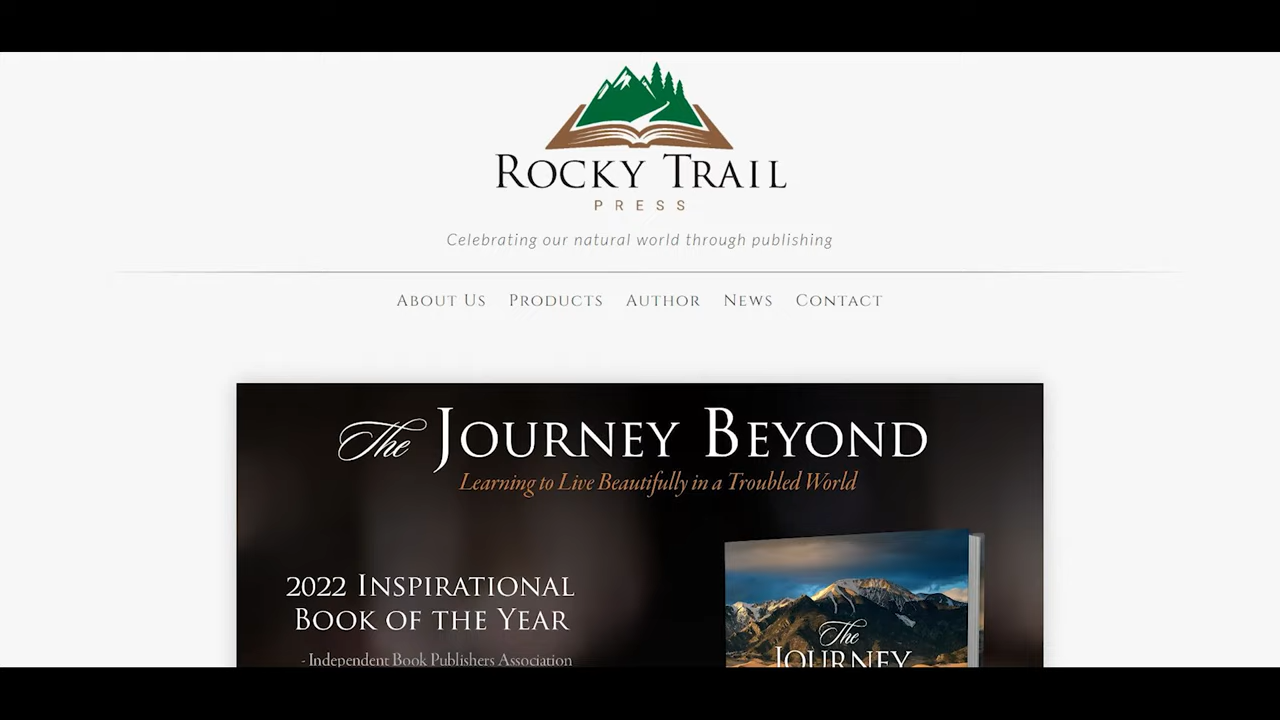 ROCKY TRAIL
PRESS
Celebrating our natural world through publishing
ABOUT US PRODUCTS AUTHOR NEWS CONTACT
The JOURNEY BEYOND
Learning to Live Beautifully in a Troubled World
2022 INSPIRATIONAL
BOOK OF THE YEAR
- Independent Book Publishers Association
The
JOURNEY